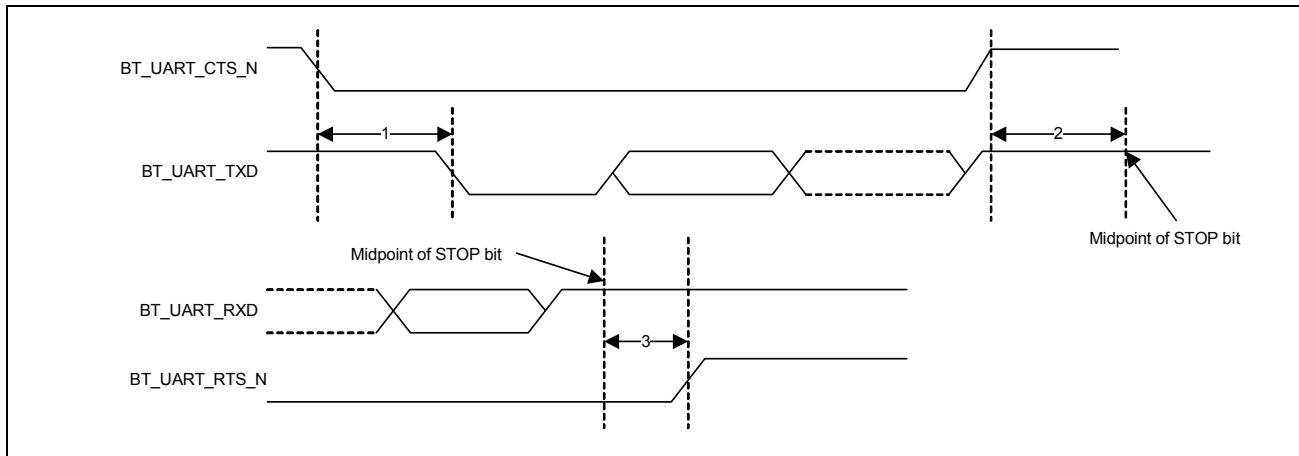 BT_UART_CTS_N
1
2
BT_UART_TXD
Midpoint of STOP bit
Midpoint of STOP bit
BT_UART_RXD
3
BT_UART_RTS_N